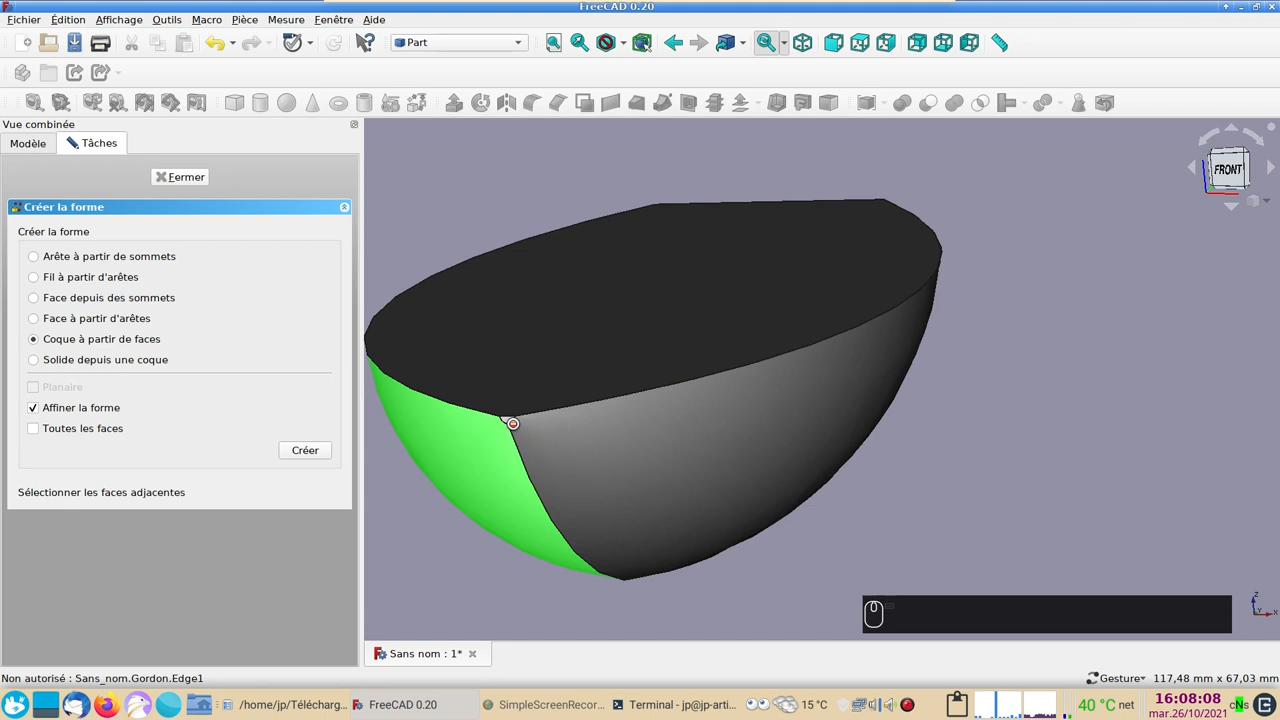 FreeCAD 0.20
Fichier Édition Affichage Outils Macro Pièce Mesure Fenêtre Aide
Part
Vue combinée
Modèle Tâches
Fermer
FRONT
Créer la forme
Créer la forme
Arête à partir de sommets
Fil à partir d'arêtes
Face depuis des sommets
Face à partir d'arêtes
Coque à partir de faces
Solide depuis une coque
Planaire
Affiner la forme
Toutes les faces
Créer
Sélectionner les faces adjacentes
Z
Y
X
Sans nom : 1*
Non autorisé : Sans_nom.Gordon.Edge1 Gesture 117,48 mm x 67,03 mm
/home/jp/Télécharg... FreeCAD 0.20 SimpleScreenRecor... Terminal - jp@jp-arti... 15 °C 40 °C net 16:08:08 cNs
mar.26/10/2021